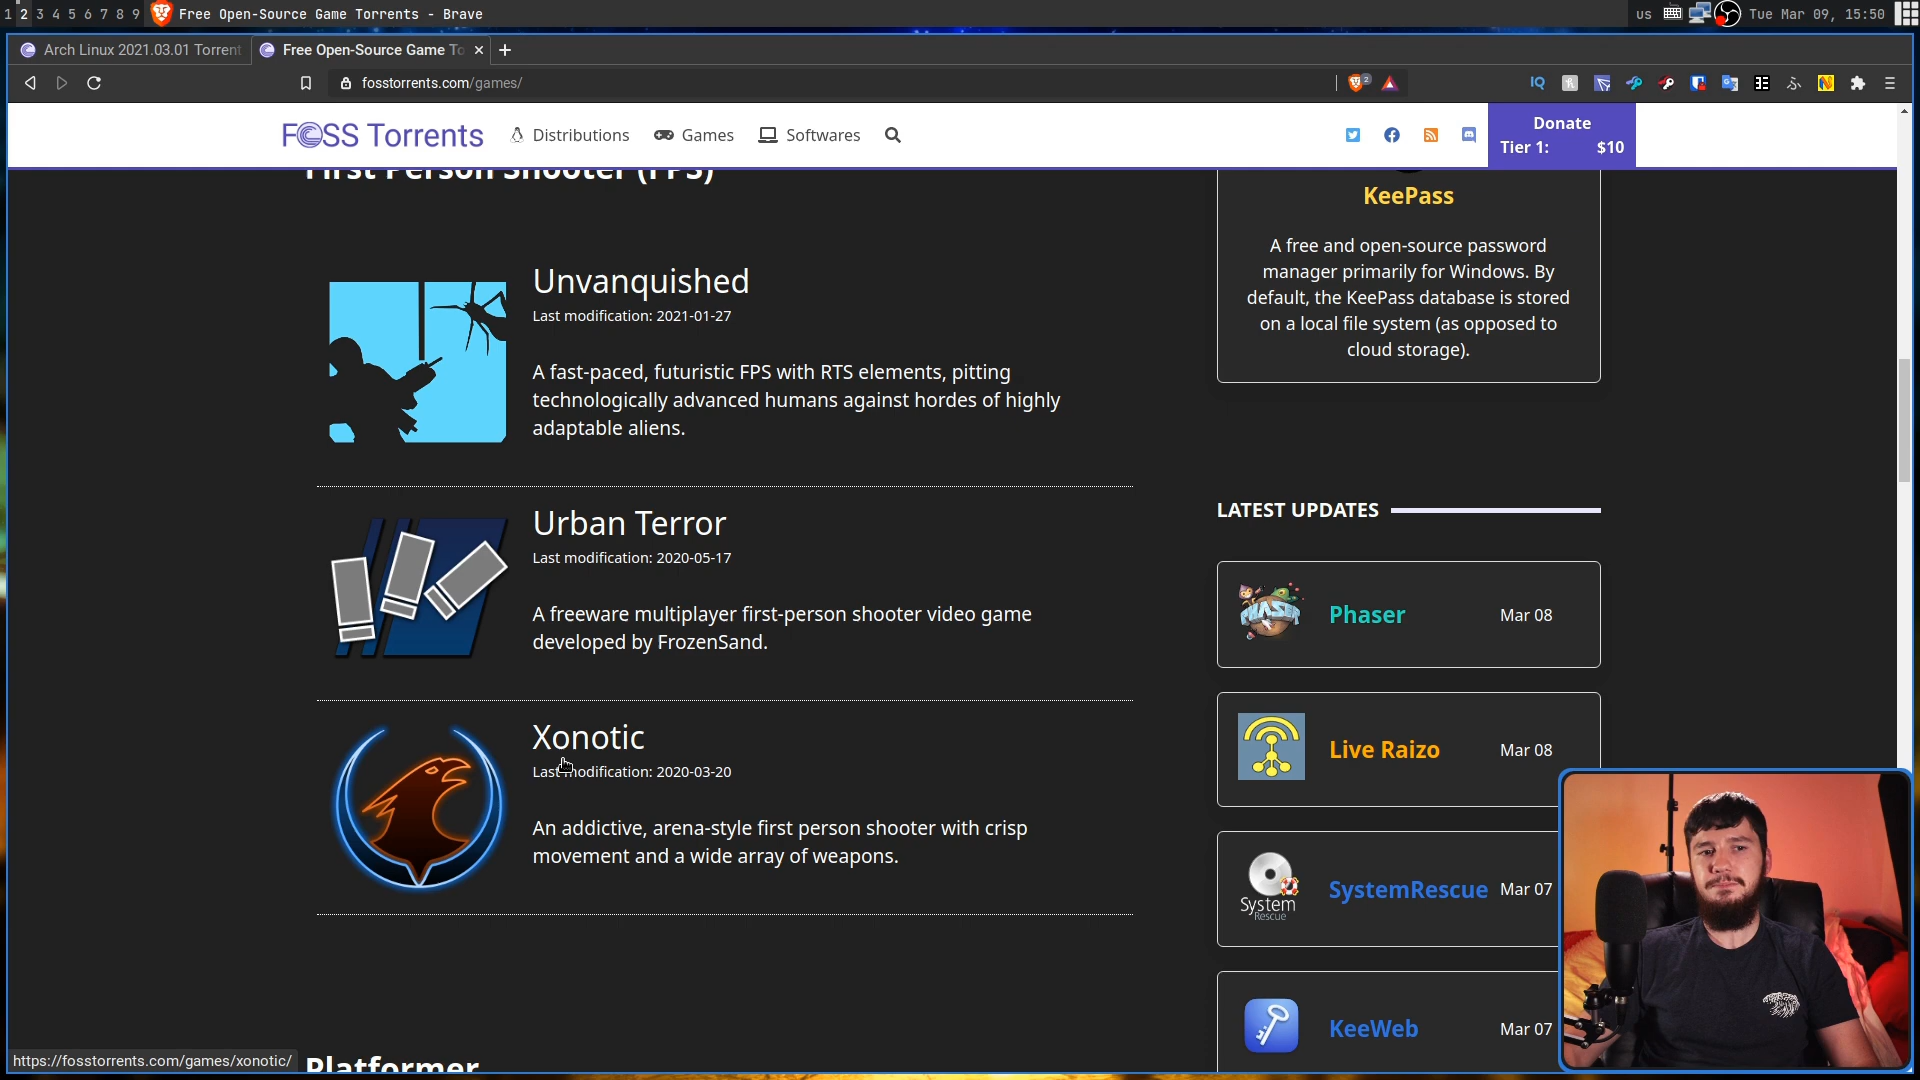 1 2 3 4 5 6 7 8 9 Free Open-Source Game Torrents - Brave us Tue Mar 09, 15:50
Arch Linux 2021.03.01 Torrent Free Open-Source Game To
fosstorrents.com/games/ 2 IQ
FOSS Torrents Distributions Games Softwares
Donate
Tier 1: $10
First Person Shooter (FPS)
Unvanquished
Last modification: 2021-01-27
A fast-paced, futuristic FPS with RTS elements, pitting
technologically advanced humans against hordes of highly
adaptable aliens.
Urban Terror
Last modification: 2020-05-17
A freeware multiplayer first-person shooter video game
developed by FrozenSand.
Xonotic
Last modification: 2020-03-20
An addictive, arena-style first person shooter with crisp
movement and a wide array of weapons.
Platformer
KeePass
A free and open-source password
manager primarily for Windows. By
default, the KeePass database is stored
on a local file system (as opposed to
cloud storage).
LATEST UPDATES
PHASER
Phaser Mar 08
Live Raizo Mar 08
System
Rescue
SystemRescue Mar 07
KeeWeb Mar 07
https://fosstorrents.com/games/xonotic/